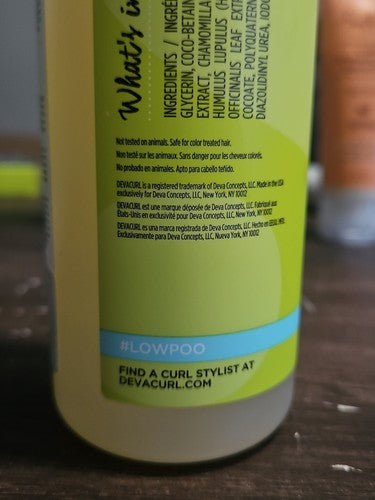 What's in
INGREDIENTS / INGRÉ
GLYCERIN, COCO-BETAIN
EXTRACT, CHAMOMILLA
HUMULUS LUPULUS (H
OFFICINALIS LEAF EXTR
COCOATE, POLYQUATERN
DIAZOLIDINYL UREA, IODO
Not tested on animals. Safe for color treated hair.
Non testé sur les animaux. Sans danger pour les cheveux colorés.
No probado en animales. Apto para cabello teñido.
DEVACURL is a registered trademark of Deva Concepts, LLC. Made in the USA
exclusively for Deva Concepts, LLC, New York, NY 10012
DEVACURL est une marque déposée de Deva Concepts, LLC. Fabriqué aux
États-Unis en exclusivité pour Deva Concepts, LLC, New York, NY 10012
DEVACURL es una marca registrada de Deva Concepts, LLC. Hecho en EE.UU.
Exclusivamente para Deva Concepts, LLC, Nueva York, NY 10012
#LOWPOO
FIND A CURL STYLIST AT
DEVACURL.COM